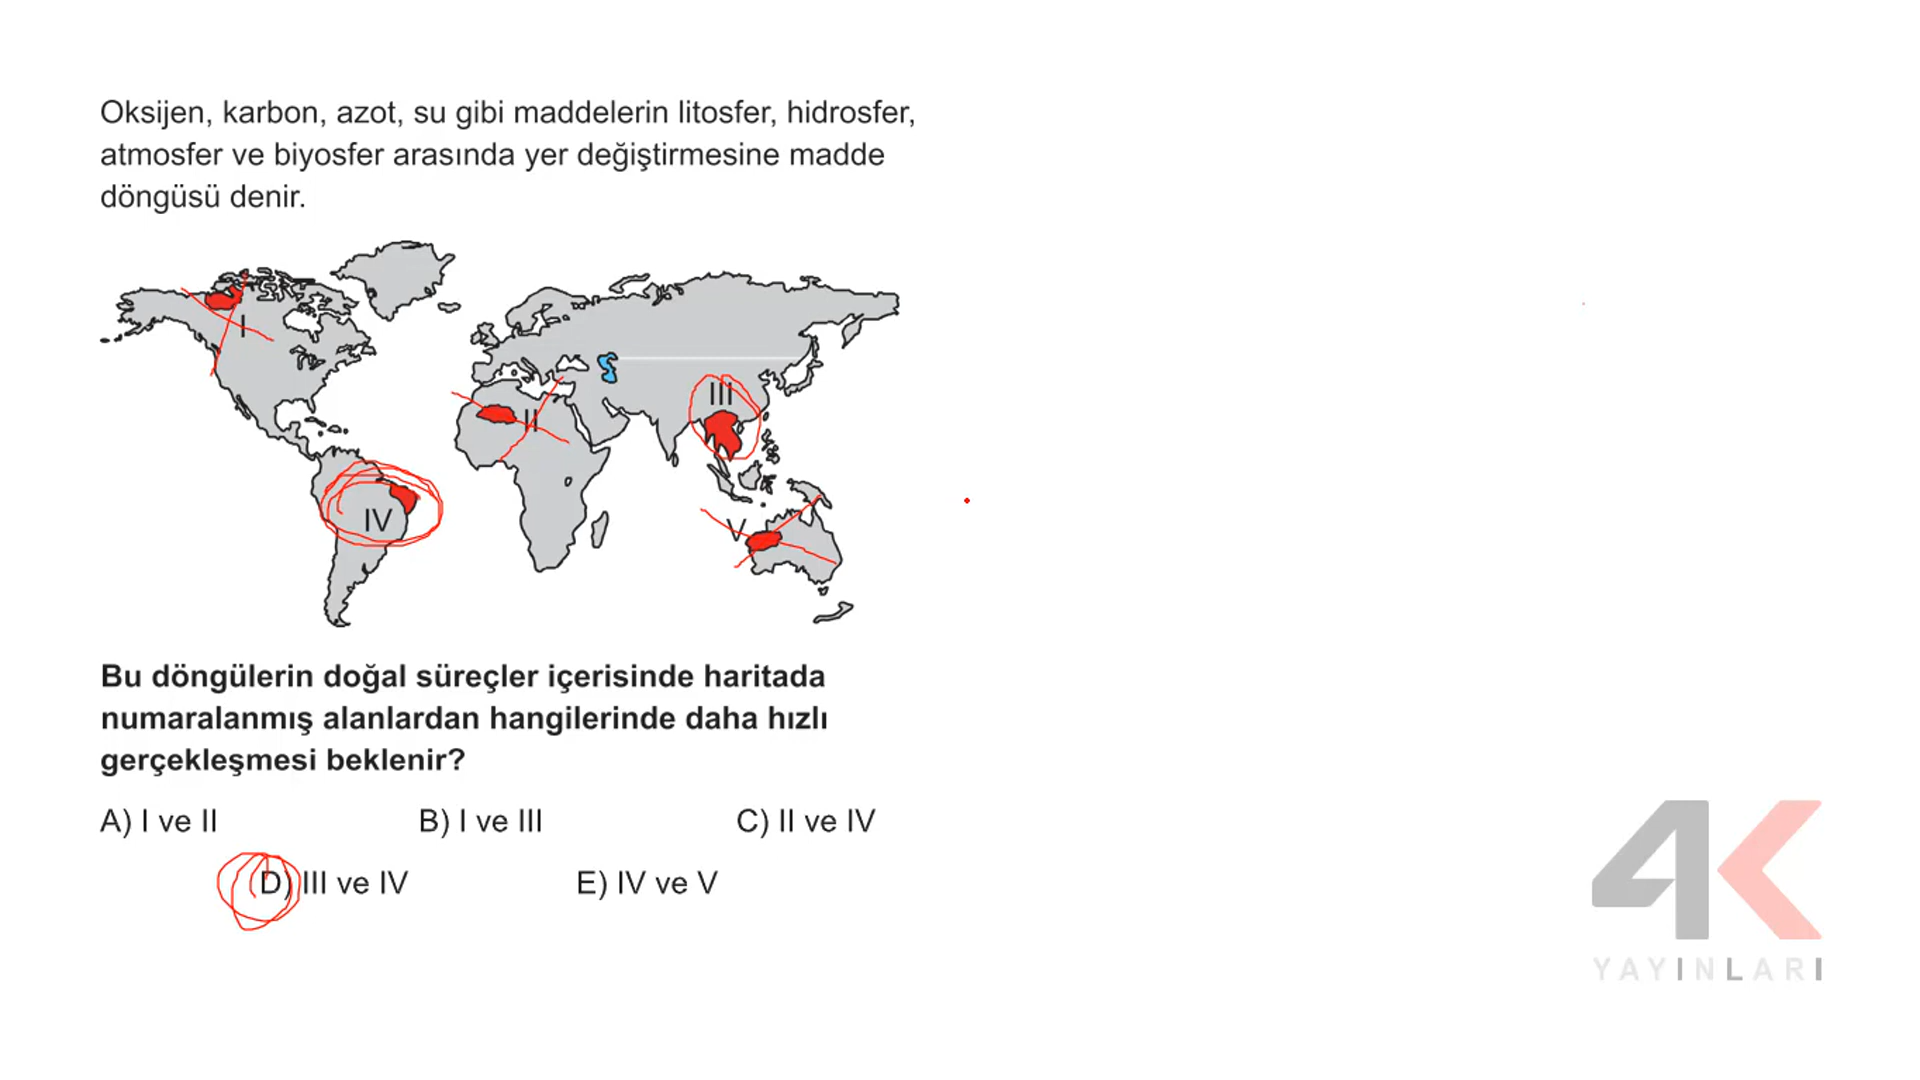 Oksijen, karbon, azot, su gibi maddelerin litosfer, hidrosfer,
atmosfer ve biyosfer arasında yer değiştirmesine madde
döngüsü denir.
I
II
III
IV
V
Bu döngülerin doğal süreçler içerisinde haritada
numaralanmış alanlardan hangilerinde daha hızlı
gerçekleşmesi beklenir?
A) I ve II B) I ve III C) II ve IV
D) III ve IV E) IV ve V
4K
YAYINLARI